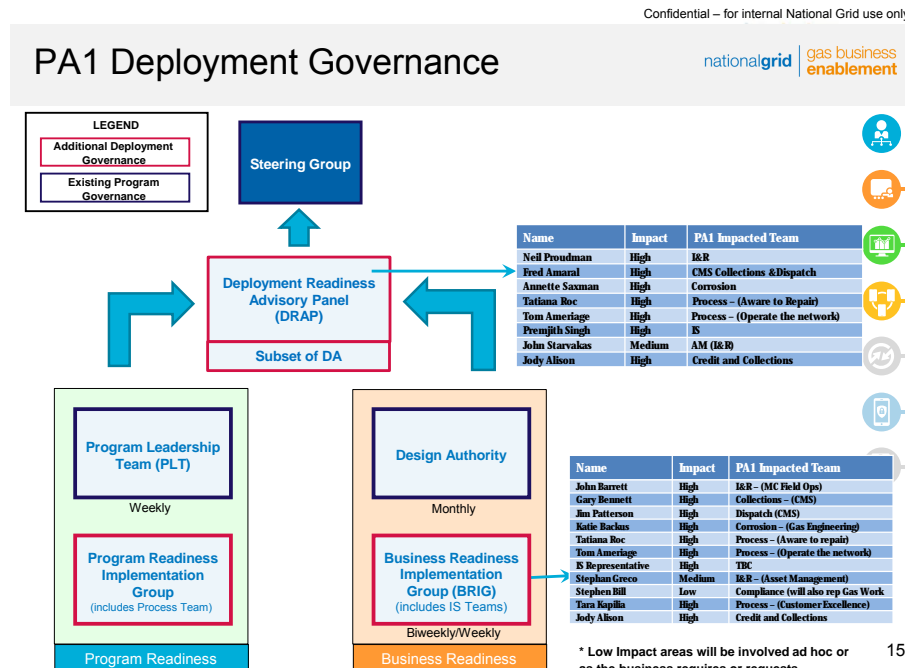 Confidential – for internal National Grid use only
PA1 Deployment Governance
nationalgrid
gas business
enablement
LEGEND
Additional Deployment
Governance
Existing Program
Governance
Steering Group
Deployment Readiness
Advisory Panel
(DRAP)
Subset of DA
Name Impact PA1 Impacted Team
Neil Proudman High I&R
Fred Amaral High CMS Collections &Dispatch
Annette Saxman High Corrosion
Tatiana Roc High Process – (Aware to Repair)
Tom Ameriage High Process – (Operate the network)
Premjith Singh High IS
John Starvakas Medium AM (I&R)
Jody Alison High Credit and Collections
Program Leadership
Team (PLT)
Weekly
Program Readiness
Implementation
Group
(includes Process Team)
Program Readiness
Design Authority
Monthly
Business Readiness
Implementation
Group (BRIG)
(includes IS Teams)
Biweekly/Weekly
Business Readiness
Name Impact PA1 Impacted Team
John Barrett High I&R – (MC Field Ops)
Gary Bennett High Collections – (CMS)
Jim Patterson High Dispatch (CMS)
Katie Backus High Corrosion – (Gas Engineering)
Tatiana Roc High Process – (Aware to repair)
Tom Ameriage High Process – (Operate the network)
IS Representative High TBC
Stephan Greco Medium I&R – (Asset Management)
Stephen Bill Low Compliance (will also rep Gas Work
Tara Kapilia High Process – (Customer Excellence)
Jody Alison High Credit and Collections
* Low Impact areas will be involved ad hoc or
as the business requires or requests
15